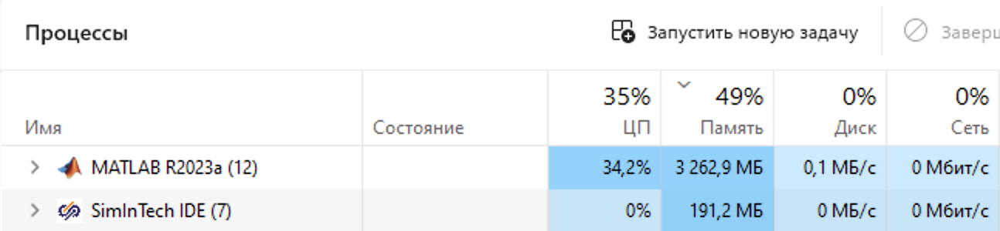 Процессы
Запустить новую задачу
35% 49% 0% 0%
Имя Состояние ЦП Память Диск Сеть
MATLAB R2023a (12) 34,2% 3 262,9 МБ 0,1 МБ/с 0 Мбит/с
SimInTech IDE (7) 0% 191,2 МБ 0 МБ/с 0 Мбит/с